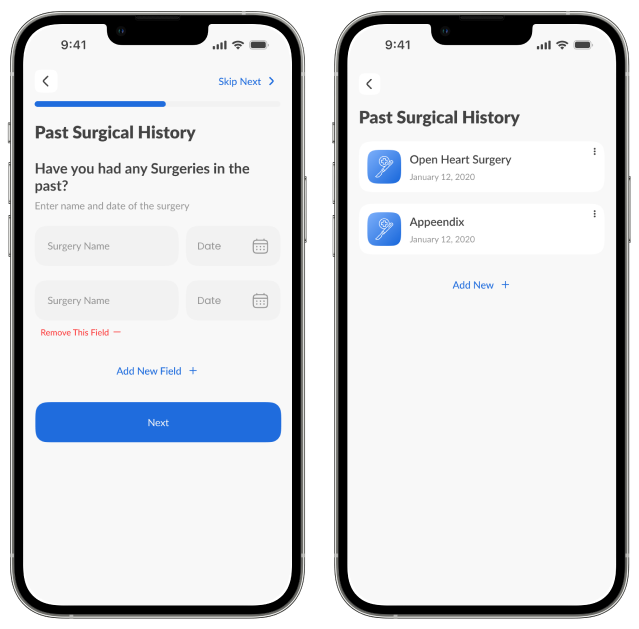 9:41
Skip Next
Past Surgical History
Have you had any Surgeries in the
past?
Enter name and date of the surgery
Surgery Name
Date
Surgery Name
Date
Remove This Field
Add New Field +
Next
9:41
Past Surgical History
Open Heart Surgery
January 12, 2020
Appeendix
January 12, 2020
Add New +